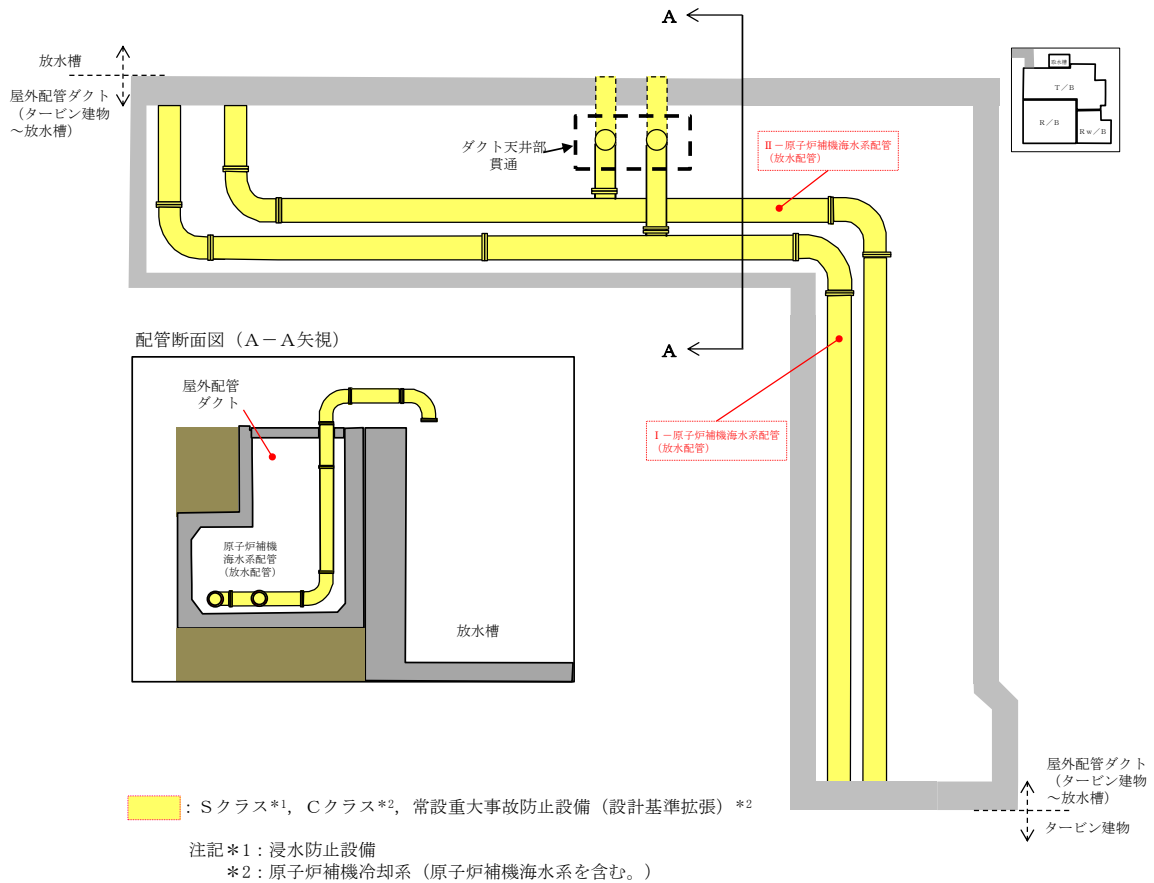 A
放水槽
屋外配管ダクト
（タービン建物
～放水槽）
ダクト天井部
貫通
Ⅱ－原子炉補機海水系配管
（放水配管）
取水槽
T／B
R／B
Rw／B
A
配管断面図（A－A矢視）
屋外配管
ダクト
原子炉補機
海水系配管
（放水配管）
放水槽
Ⅰ－原子炉補機海水系配管
（放水配管）
屋外配管ダクト
（タービン建物
～放水槽）
タービン建物
：Sクラス*1，Cクラス*2，常設重大事故防止設備（設計基準拡張）*2
注記＊1：浸水防止設備
＊2：原子炉補機冷却系（原子炉補機海水系を含む。）